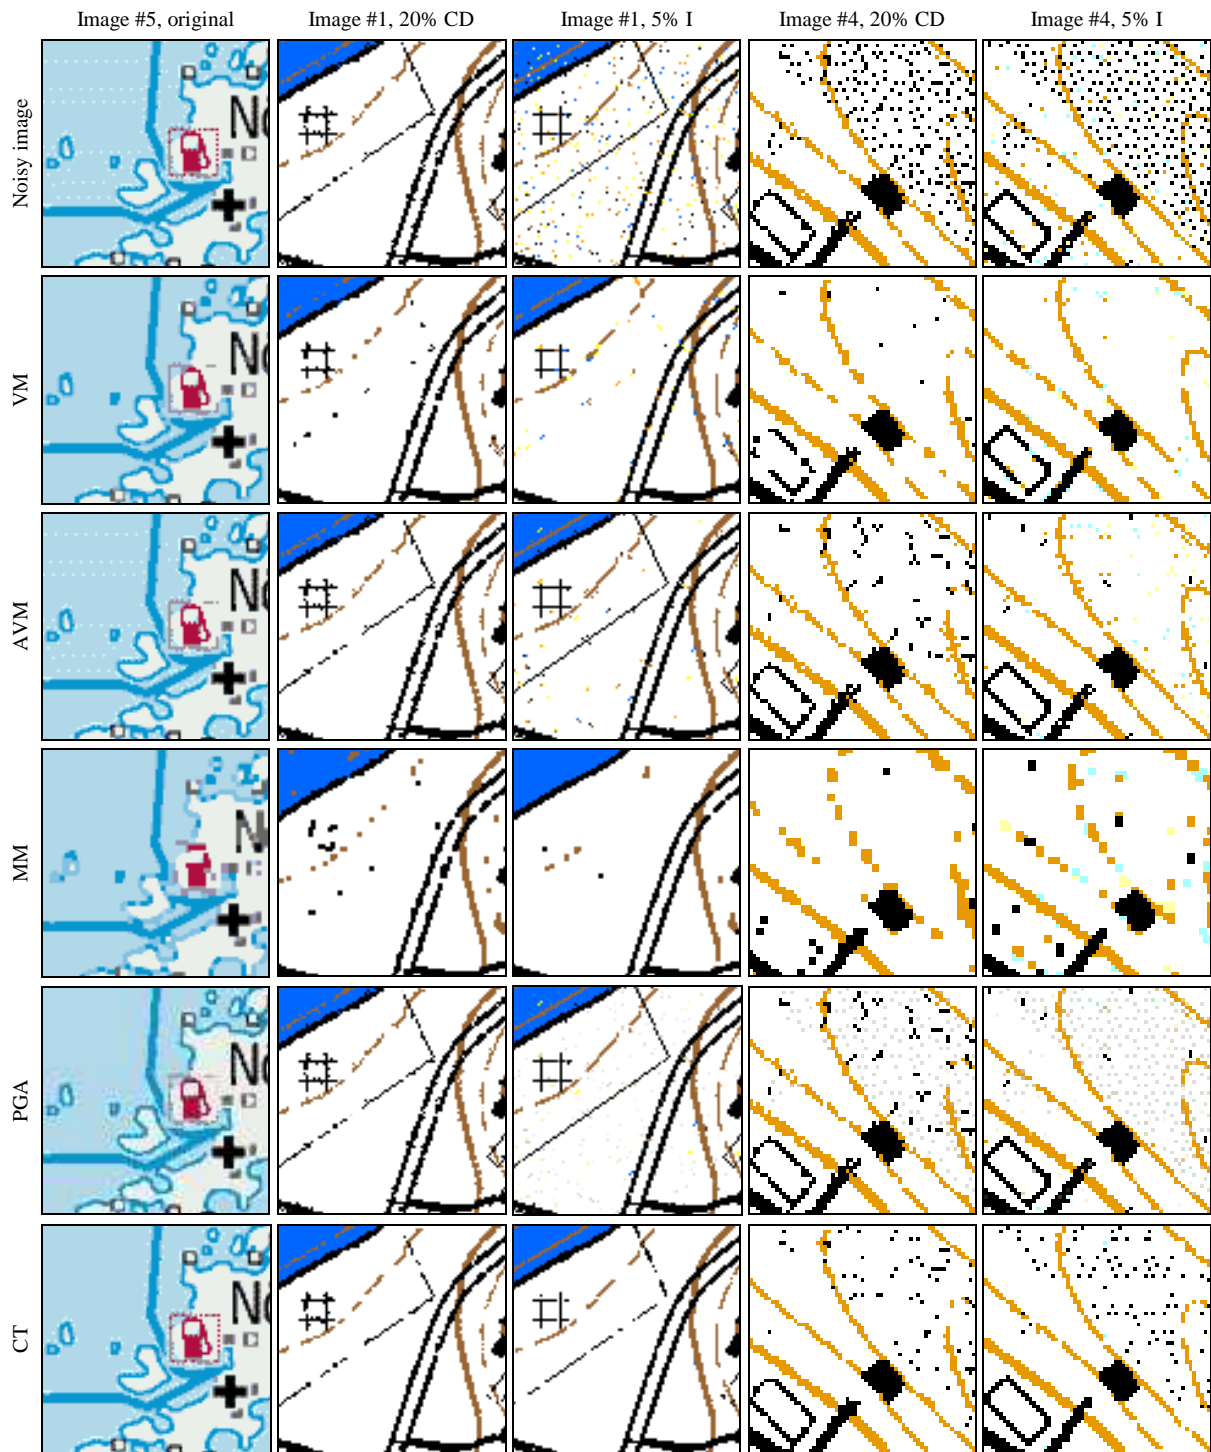 Image #5, original
Image #1, 20% CD
Image #1, 5% I
Image #4, 20% CD
Image #4, 5% I
Noisy image
VM
AVM
MM
PGA
CT